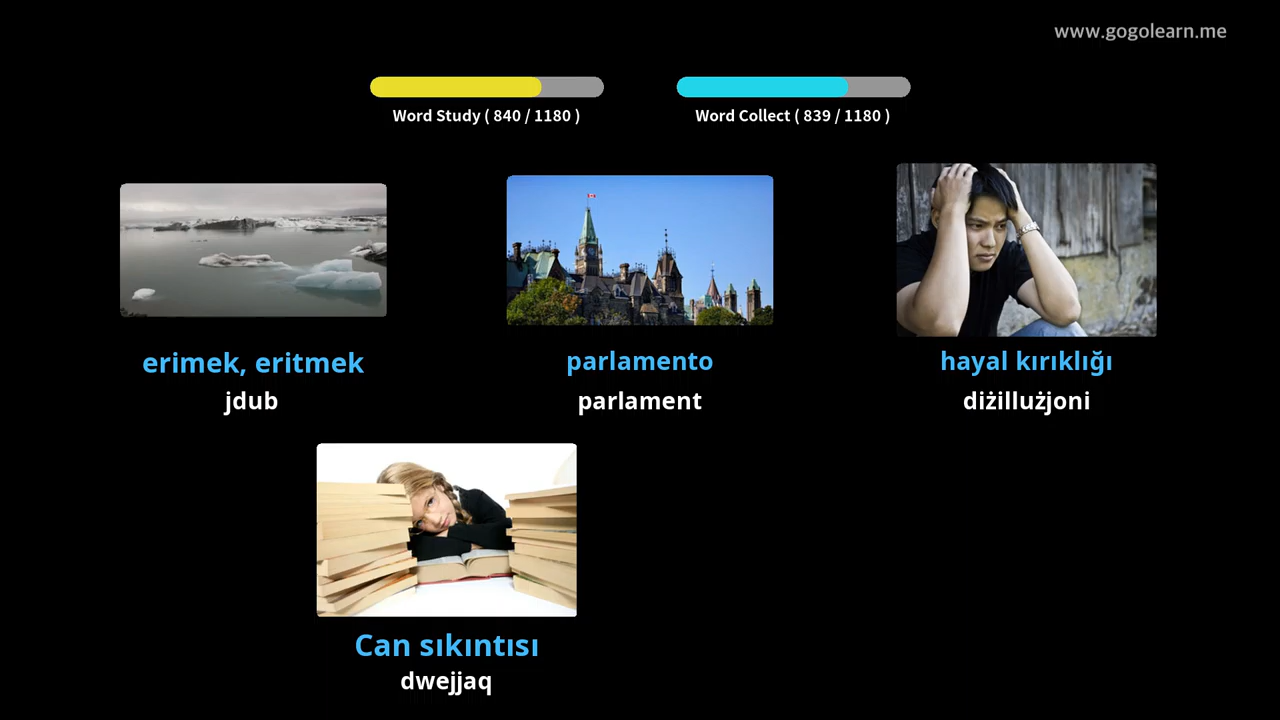 www.gogolearn.me
Word Study ( 840 / 1180 )
Word Collect ( 839 / 1180 )
erimek, eritmek
jdub
parlamento
parlament
hayal kırıklığı
diżillużjoni
Can sıkıntısı
dwejjaq